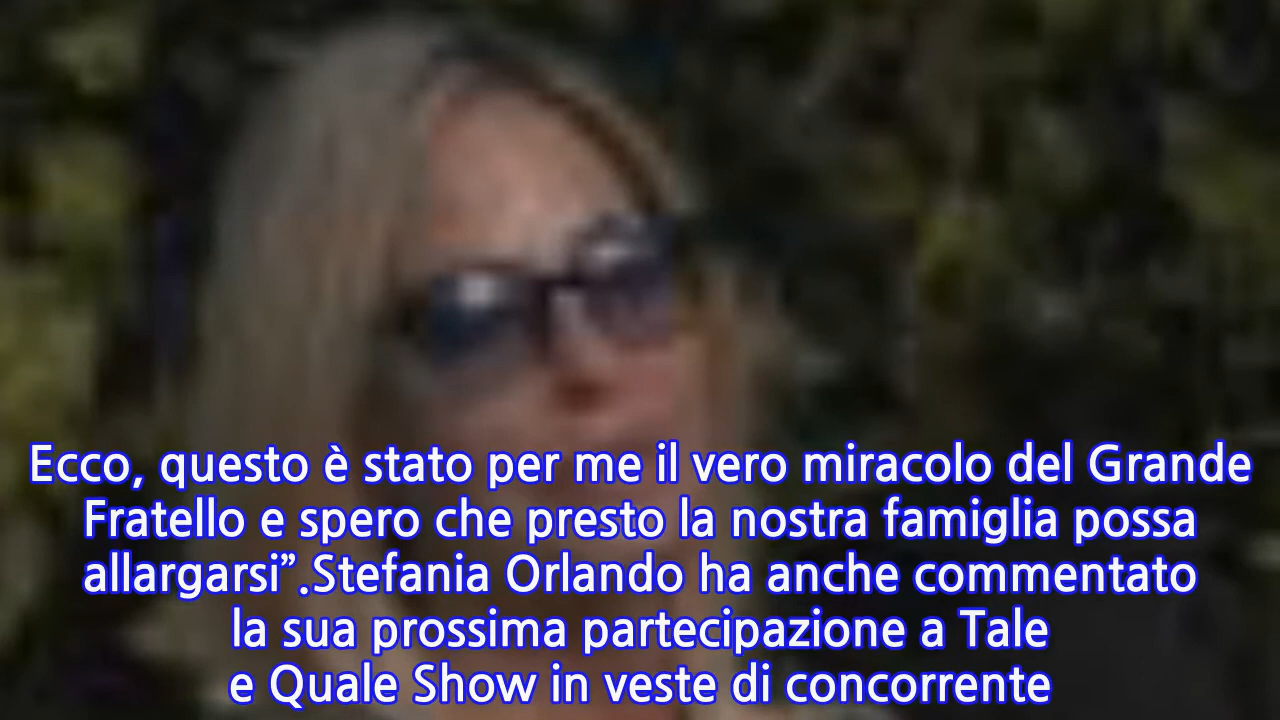 Ecco, questo è stato per me il vero miracolo del Grande
Fratello e spero che presto la nostra famiglia possa
allargarsi”.Stefania Orlando ha anche commentato
la sua prossima partecipazione a Tale
e Quale Show in veste di concorrente